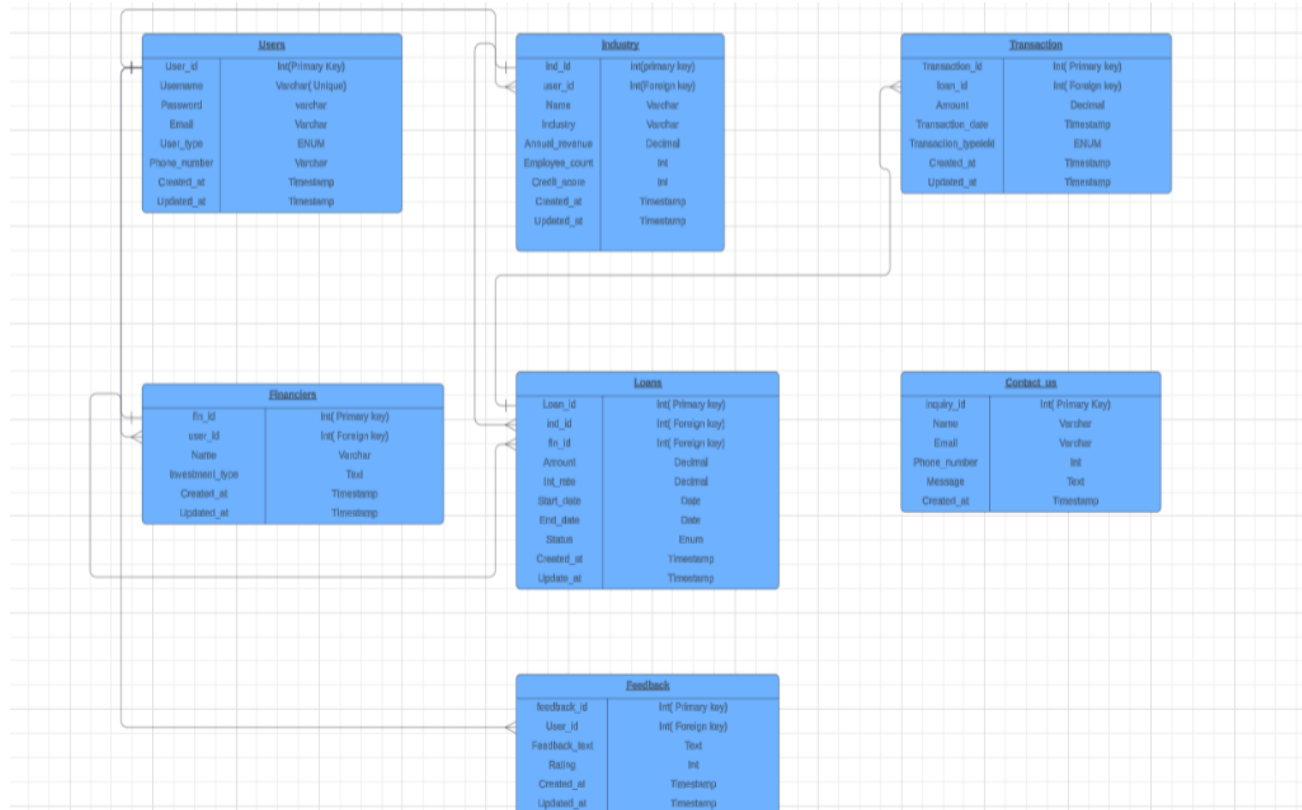 Users
User_id Int(Primary Key)
Username Varchar( Unique)
Password varchar
Email Varchar
User_type ENUM
Phone_number Varchar
Created_at Timestamp
Updated_at Timestamp
Industry
Ind_id int(primary key)
user_id Int(Foreign key)
Name Varchar
Industry Varchar
Annual_revenue Decimal
Employee_count Int
Credit_score Int
Created_at Timestamp
Updated_at Timestamp
Transaction
Transaction_id Int( Primary key)
loan_id Int( Foreign key)
Amount Decimal
Transaction_date Timestamp
ENUM
Created_at Timestamp
Updated_at Timestamp
Financiers
fin_id Int( Primary key)
user_id Int( Foreign key)
Name Varchar
Investment_type Text
Created_at Timestamp
Updated_at Timestamp
Loans
Loan_id Int( Primary key)
ind_id Int( Foreign key)
Int( Foreign key)
Amount Decimal
Int_rate Decimal
Start_date Date
End_date Date
Status Enum
Created_at Timestamp
Update_at Timestamp
Contact_us
inquiry_id Int( Primary Key)
Name Varchar
Email Varchar
Phone_number Int
Message Text
Created_at Timestamp
Feedback
feedback_id Int( Primary key)
User_id Int( Foreign key)
Feedback_text Text
Rating Int
Created_at Timestamp
Updated_at Timestamp